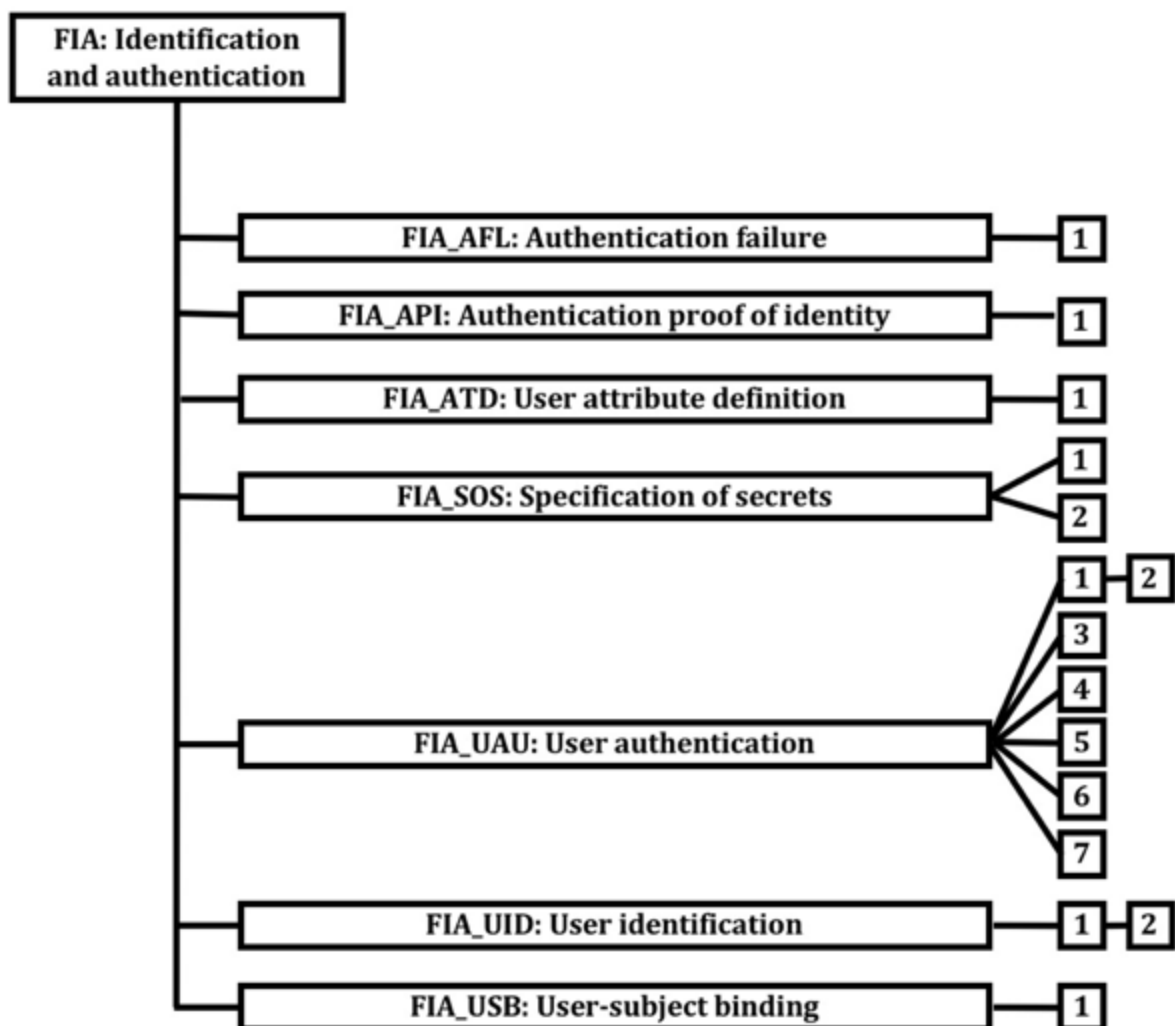 FIA: Identification
and authentication
FIA_AFL: Authentication failure
1
FIA_API: Authentication proof of identity
1
FIA_ATD: User attribute definition
1
FIA_SOS: Specification of secrets
1
2
FIA_UAU: User authentication
1 2
3
4
5
6
7
FIA_UID: User identification
1 2
FIA_USB: User-subject binding
1